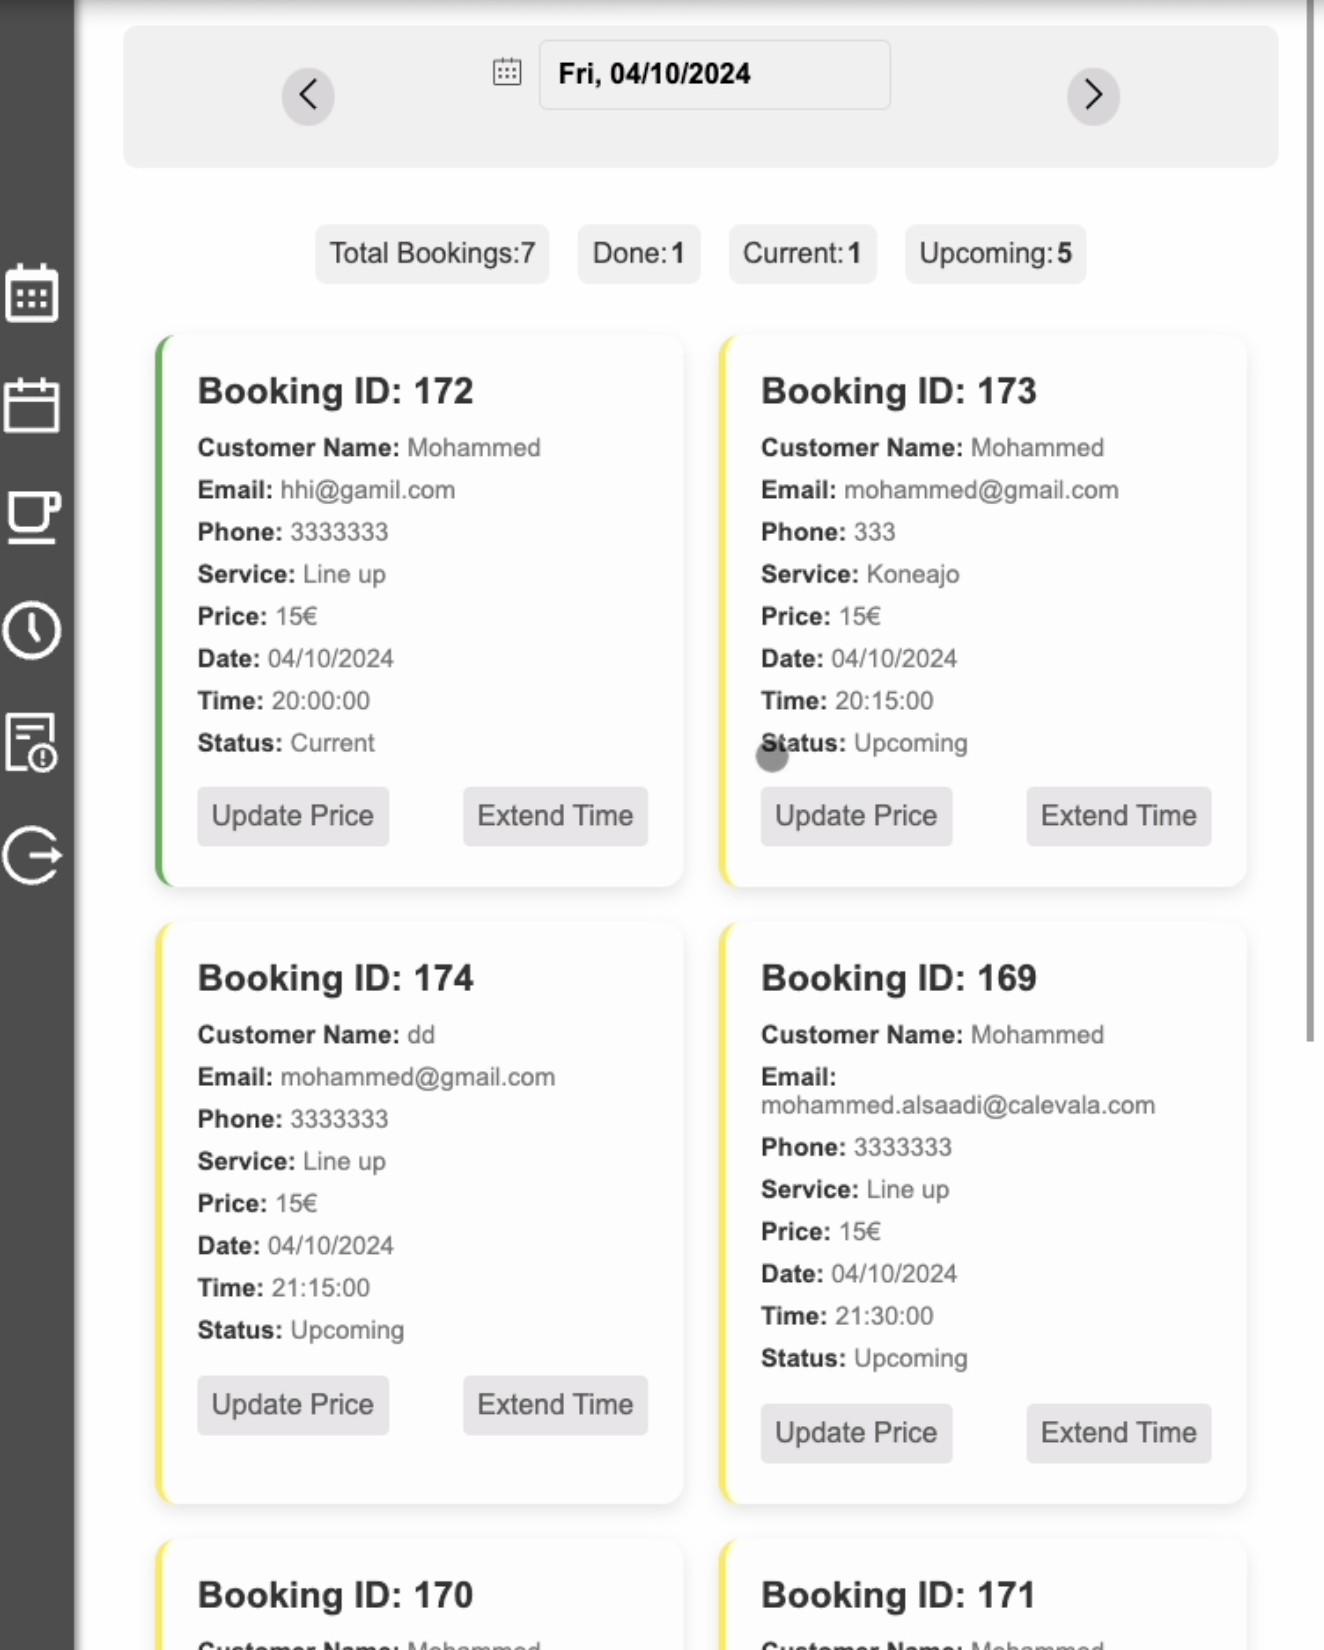 Fri, 04/10/2024
Total Bookings:7
Done:1
Current:1
Upcoming:5
Booking ID: 172
Customer Name: Mohammed
Email: hhi@gamil.com
Phone: 3333333
Service: Line up
Price: 15€
Date: 04/10/2024
Time: 20:00:00
Status: Current
Update Price
Extend Time
Booking ID: 173
Customer Name: Mohammed
Email: mohammed@gmail.com
Phone: 333
Service: Koneajo
Price: 15€
Date: 04/10/2024
Time: 20:15:00
Status: Upcoming
Update Price
Extend Time
Booking ID: 174
Customer Name: dd
Email: mohammed@gmail.com
Phone: 3333333
Service: Line up
Price: 15€
Date: 04/10/2024
Time: 21:15:00
Status: Upcoming
Update Price
Extend Time
Booking ID: 169
Customer Name: Mohammed
Email:
mohammed.alsaadi@calevala.com
Phone: 3333333
Service: Line up
Price: 15€
Date: 04/10/2024
Time: 21:30:00
Status: Upcoming
Update Price
Extend Time
Booking ID: 170
Customer Name: Mohammed
Booking ID: 171
Customer Name: Mohammed